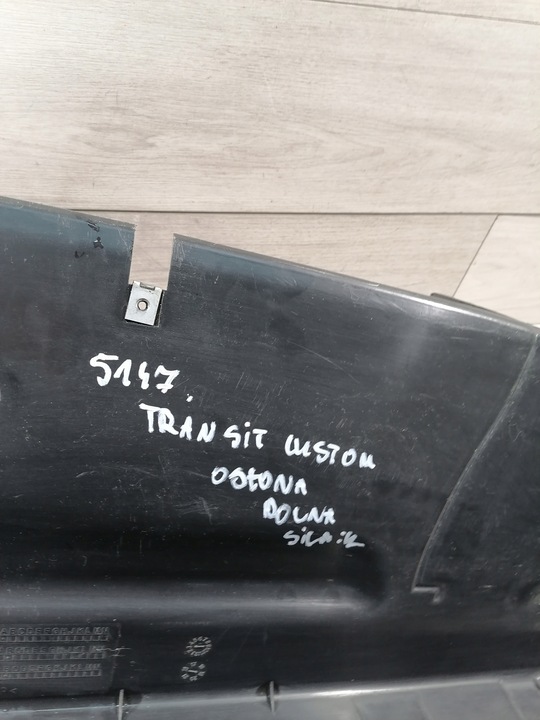 5147.
TRANSIT CUSTOM
OSŁONA
DOLNA